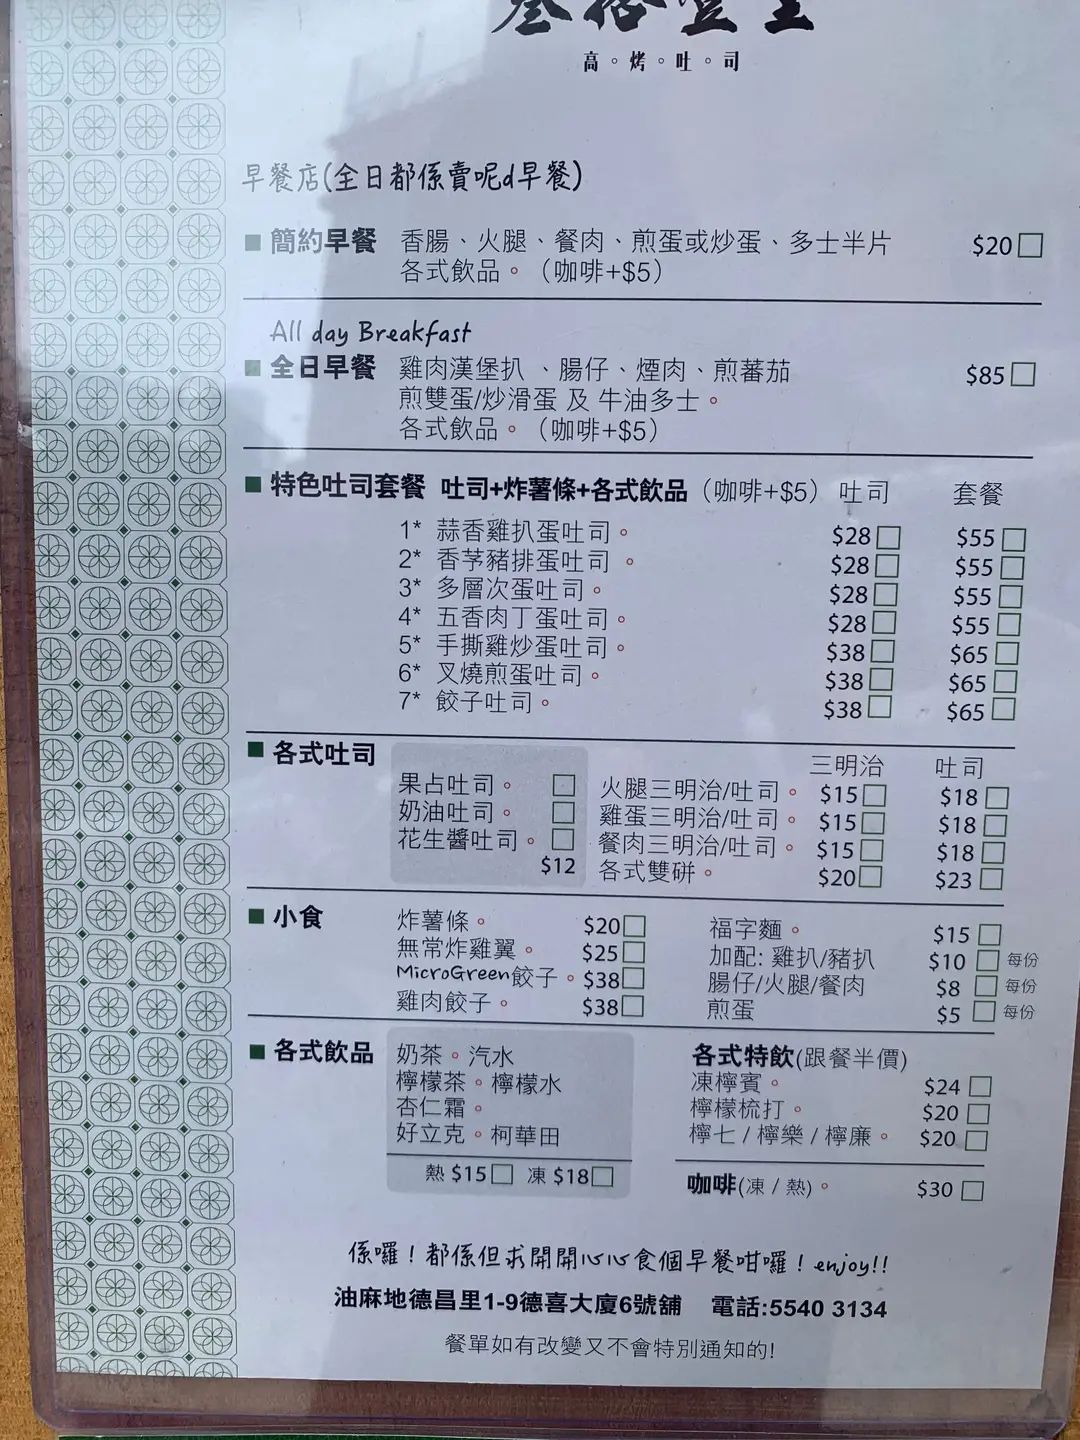 高。烤。吐。司
早餐店(全日都係賣呢d早餐)
簡約早餐 香腸、火腿、餐肉、煎蛋或炒蛋、多士半片 $20
各式飲品。（咖啡+$5）
All day Breakfast
全日早餐 雞肉漢堡扒 、腸仔、煙肉、煎蕃茄 $85
煎雙蛋/炒滑蛋 及 牛油多士。
各式飲品。（咖啡+$5）
特色吐司套餐 吐司+炸薯條+各式飲品（咖啡+$5） 吐司 套餐
1* 蒜香雞扒蛋吐司。 $28 $55
2* 香芧豬排蛋吐司 。 $28 $55
3* 多層次蛋吐司。 $28 $55
4* 五香肉丁蛋吐司。 $28 $55
5* 手撕雞炒蛋吐司。 $38 $65
6* 叉燒煎蛋吐司。 $38 $65
7* 餃子吐司。 $38 $65
各式吐司 三明治 吐司
果占吐司。 火腿三明治/吐司。 $15 $18
奶油吐司。 雞蛋三明治/吐司。 $15 $18
花生醬吐司。 餐肉三明治/吐司。 $15 $18
$12 各式雙硑。 $20 $23
小食 炸薯條。 $20 福字麵。 $15
無常炸雞翼。 $25 加配: 雞扒/豬扒 $10 每份
MicroGreen餃子。 $38 腸仔/火腿/餐肉 $8 每份
雞肉餃子。 $38 煎蛋 $5 每份
各式飲品 奶茶。汽水 各式特飲(跟餐半價)
檸檬茶。檸檬水 凍檸賓。 $24
杏仁霜。 檸檬梳打。 $20
好立克。柯華田 檸七 / 檸樂 / 檸廉。 $20
熱 $15 凍 $18 咖啡(凍 / 熱)。 $30
係囉！都係但求開開心心食個早餐咁囉！enjoy!!
油麻地德昌里1-9德喜大廈6號舖 電話:5540 3134
餐單如有改變又不會特別通知的!